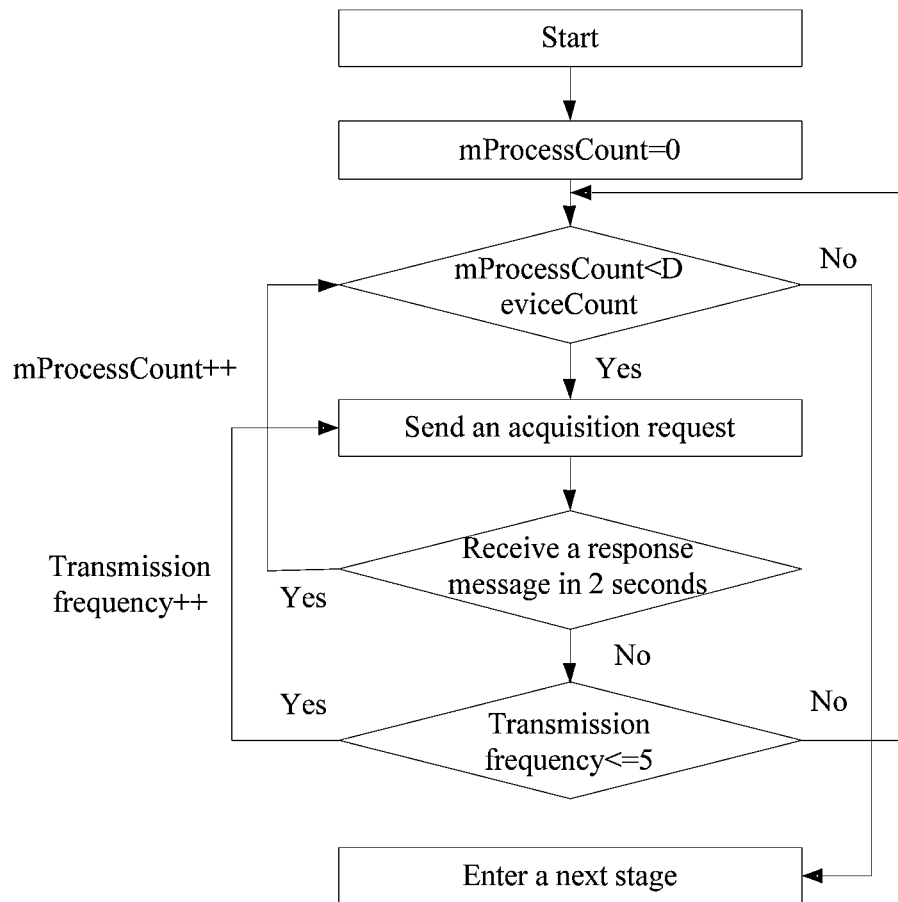 Start
mProcessCount=0
mProcessCount<D
eviceCount
No
Yes
mProcessCount++
Send an acquisition request
Receive a response
message in 2 seconds
Yes
No
Transmission
frequency++
Yes
Transmission
frequency<=5
No
Enter a next stage